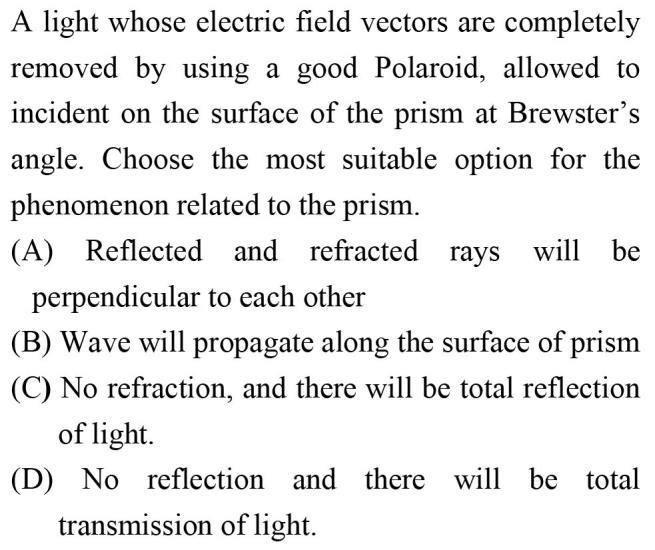 A light whose electric field vectors are completely
removed by using a good Polaroid, allowed to
incident on the surface of the prism at Brewster’s
angle. Choose the most suitable option for the
phenomenon related to the prism.
(A) Reflected and refracted rays will be
perpendicular to each other
(B) Wave will propagate along the surface of prism
(C) No refraction, and there will be total reflection
of light.
(D) No reflection and there will be total
transmission of light.